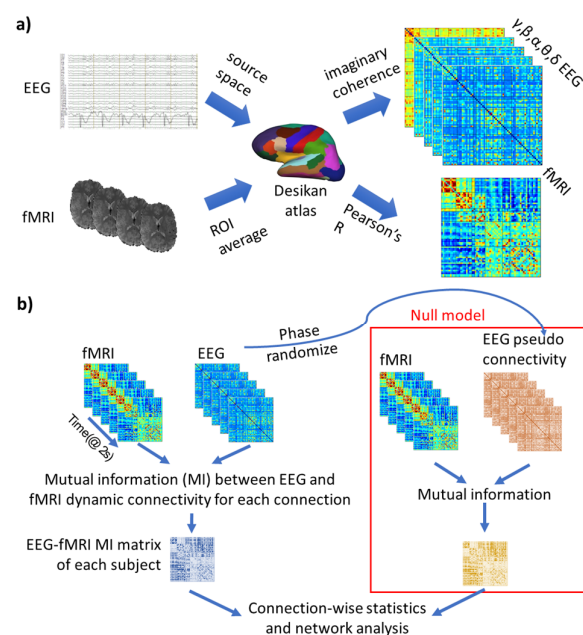 a)
EEG
source
space
imaginary
coherence
γ,β,α,θ,δ EEG
fMRI
Desikan
atlas
fMRI
ROI
average
Pearson's
R
b)
Null model
Phase
randomize
EEG pseudo
connectivity
fMRI
EEG
fMRI
Time(@ 2s)
Mutual information (MI) between EEG and
fMRI dynamic connectivity for each connection
Mutual information
EEG-fMRI MI matrix
of each subject
Connection-wise statistics
and network analysis